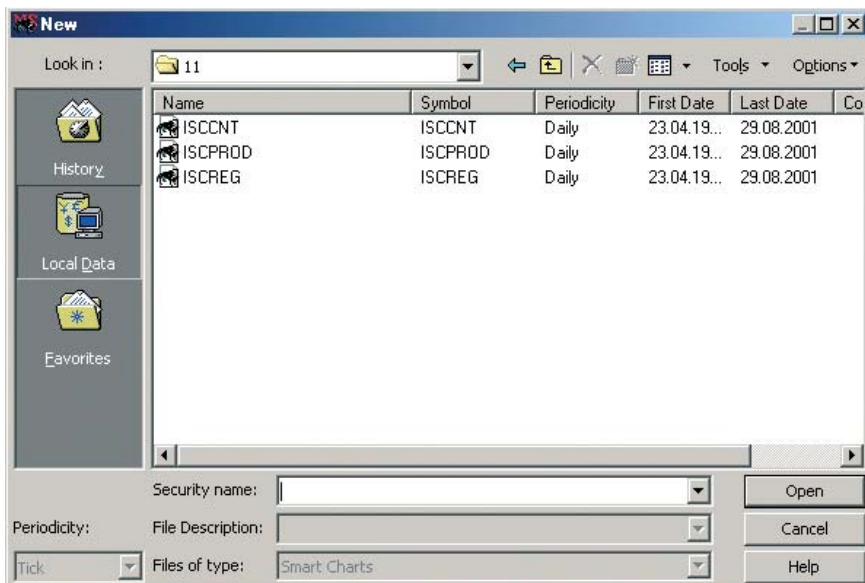 MS New
Look in : 11 Tools Options
Name Symbol Periodicity First Date Last Date Co
ISCCNT ISCCNT Daily 23.04.19... 29.08.2001
ISCPROD ISCPROD Daily 23.04.19... 29.08.2001
ISCREG ISCREG Daily 23.04.19... 29.08.2001
History
Local Data
Favorites
Security name: Open
Periodicity: File Description: Cancel
Tick Files of type: Smart Charts Help